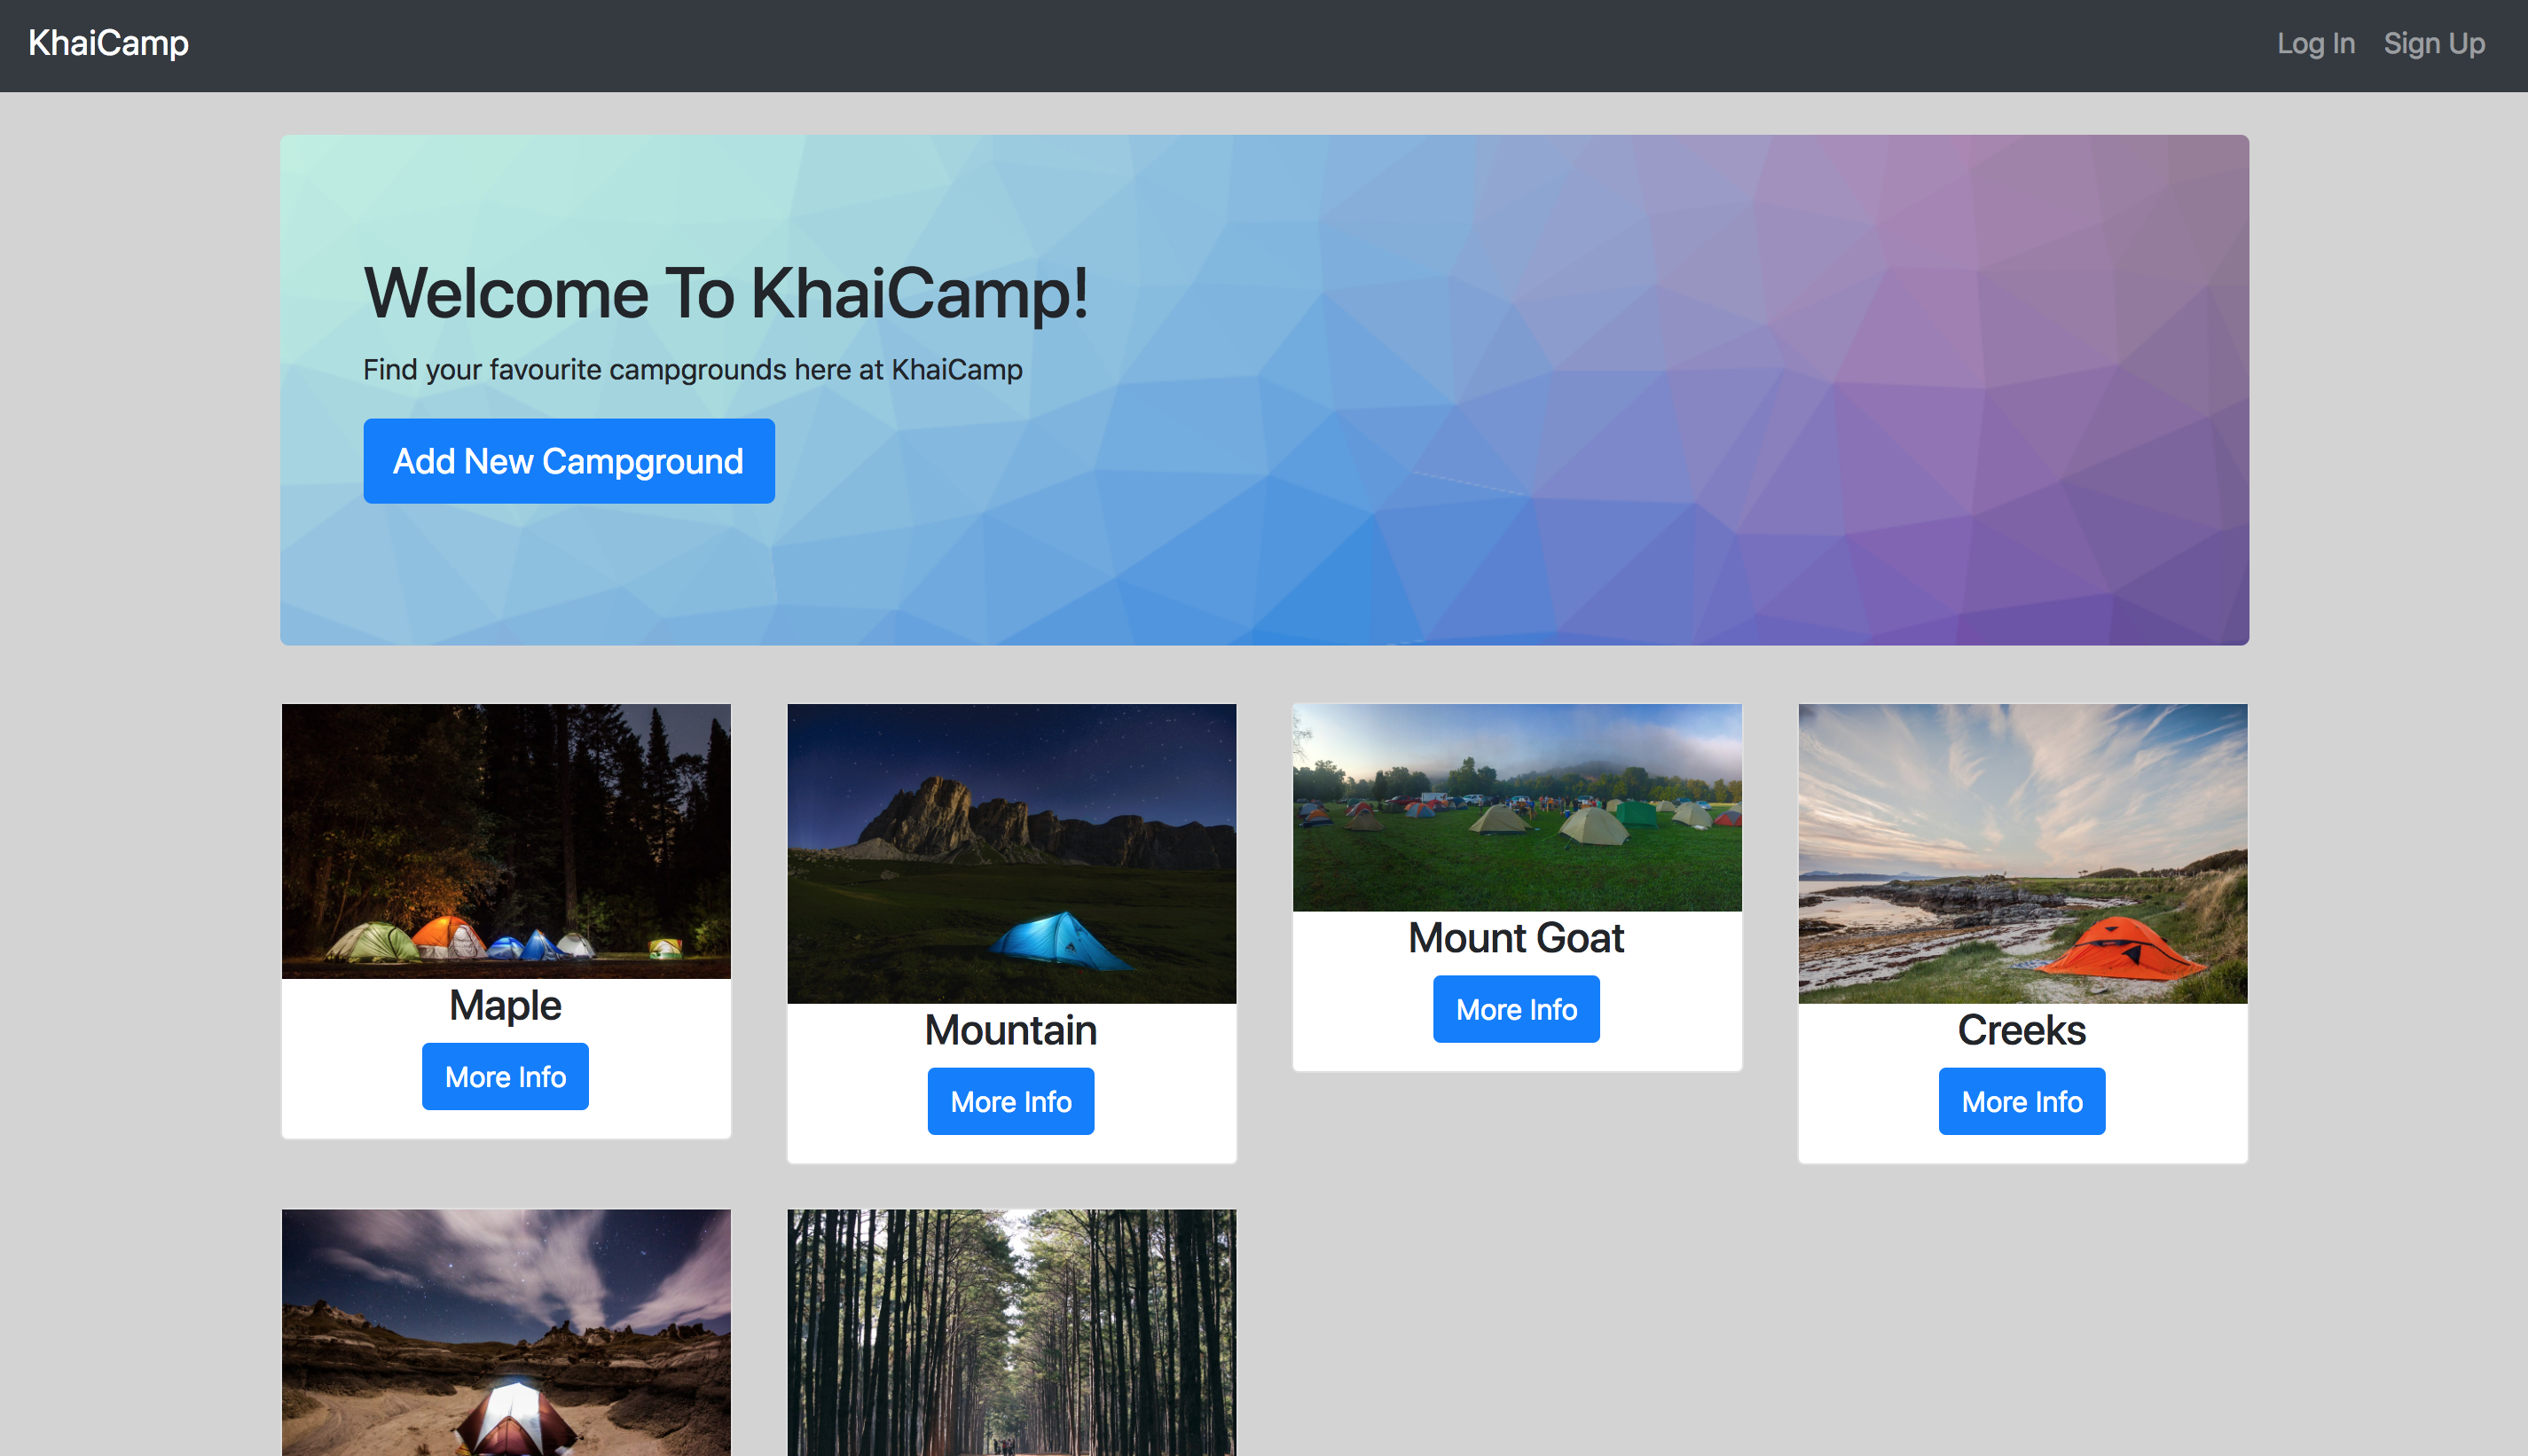 KhaiCamp
Log In
Sign Up
Welcome To KhaiCamp!
Find your favourite campgrounds here at KhaiCamp
Add New Campground
Maple
More Info
Mountain
More Info
Mount Goat
More Info
Creeks
More Info